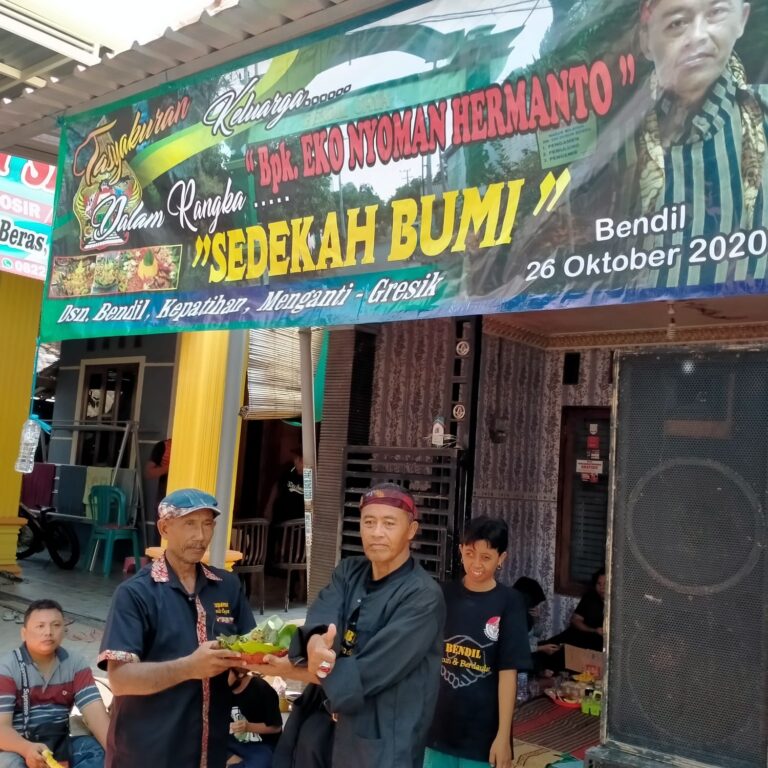 Tasyakuran Keluarga......
" Bpk. EKO NYOMAN HERMANTO "
Dalam Rangka .....
"SEDEKAH BUMI"
Dsn. Bendil, Kepatihan, Menganti - Gresik
Bendil
26 Oktober 2020
Beras,
BENDIL